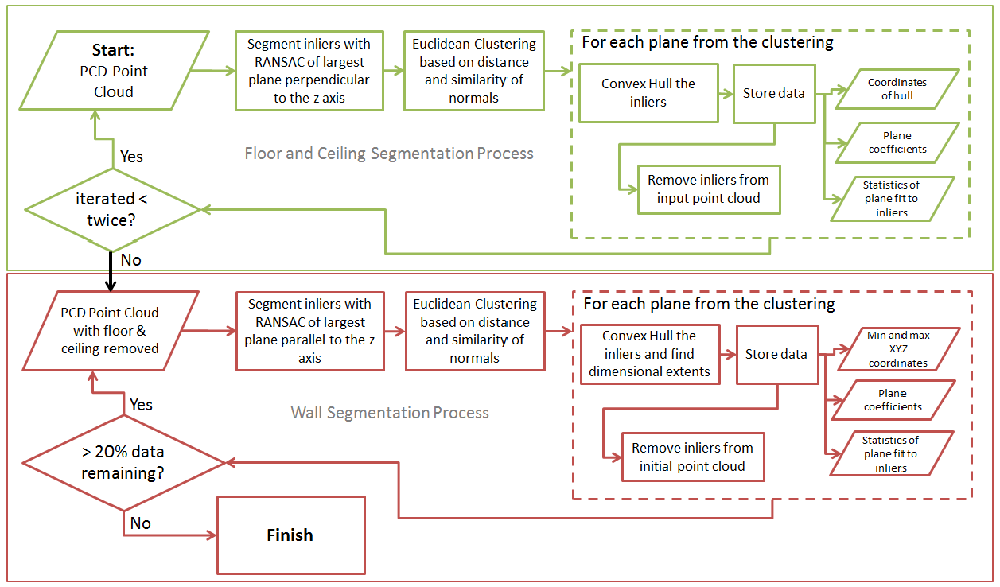 Start:
PCD Point
Cloud
Segment inliers with
RANSAC of largest
plane perpendicular
to the z axis
Euclidean Clustering
based on distance
and similarity of
normals
For each plane from the clustering
Convex Hull the
inliers
Store data
Coordinates
of hull
Plane
coefficients
Statistics of
plane fit to
inliers
Remove inliers from
input point cloud
Floor and Ceiling Segmentation Process
Yes
iterated <
twice?
No
PCD Point Cloud
with floor &
ceiling removed
Segment inliers with
RANSAC of largest
plane parallel to the z
axis
Euclidean Clustering
based on distance
and similarity of
normals
For each plane from the clustering
Convex Hull the
inliers and find
dimensional extents
Store data
Min and max
XYZ
coordinates
Plane
coefficients
Statistics of
plane fit to
inliers
Remove inliers from
initial point cloud
Wall Segmentation Process
Yes
> 20% data
remaining?
No
Finish